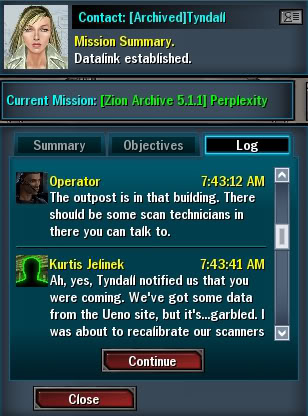 Contact: [Archived]Tyndall
Mission Summary.
Datalink established.
Current Mission: [Zion Archive 5.1.1] Perplexity
Summary Objectives Log
Operator 7:43:12 AM
The outpost is in that building. There
should be some scan technicians in
there you can talk to.
Kurtis Jelinek 7:43:41 AM
Ah, yes, Tyndall notified us that you
were coming. We've got some data
from the Ueno site, but it's...garbled. I
was about to recalibrate our scanners
Continue
Close